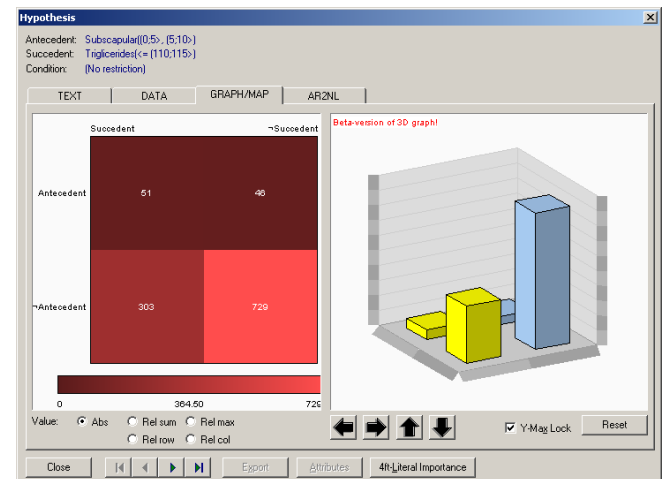 Hypothesis
Antecedent: Subscapular((0;5>, (5;10>)
Succedent: Triglicerides(<= (110;115>)
Condition: (No restriction)
TEXT DATA GRAPH/MAP AR2NL
Succedent ¬Succedent
Antecedent 51 46
¬Antecedent 303 729
0 364.50 729
Beta-version of 3D graph!
Value: Abs Rel sum Rel max
Rel row Rel col
Y-Max Lock Reset
Close Export Attributes 4ft-Literal Importance